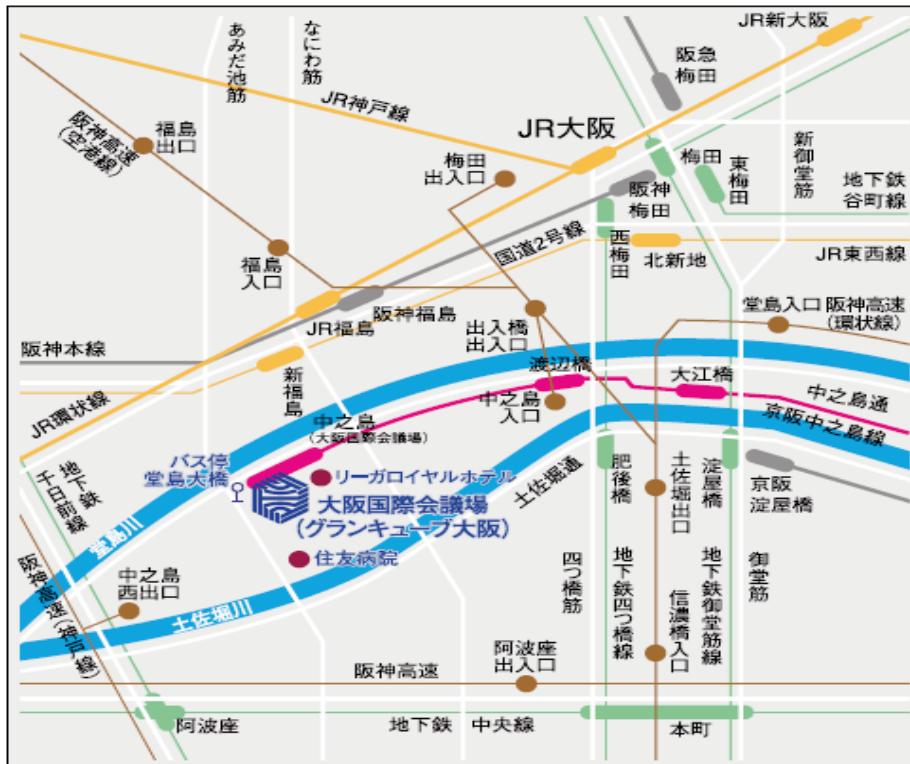 JR新大阪
あみだ池筋
なにわ筋
阪急
梅田
JR神戸線
新御堂筋
阪神高速
(空港線)
福島
出口
JR大阪
梅田
出入口
梅田
東梅田
地下鉄
谷町線
阪神
梅田
国道2号線
西梅田
北新地
JR東西線
福島
入口
JR福島
阪神福島
出入橋
出入口
堂島入口
阪神高速
(環状線)
阪神本線
新福島
渡辺橋
大江橋
中之島通
JR環状線
中之島
(大阪国際会議場)
中之島
入口
京阪中之島線
バス停
堂島大橋
リーガロイヤルホテル
土佐堀通
肥後橋
土佐堀出口
淀屋橋
京阪
淀屋橋
地下鉄
千日前線
大阪国際会議場
(グランキューブ大阪)
堂島川
住友病院
阪神高速(神戸線)
中之島
西出口
土佐堀川
四つ橋筋
地下鉄四つ橋線
信濃橋入口
地下鉄御堂筋線
御堂筋
阪神高速
阿波座
出入口
阿波座
地下鉄
中央線
本町